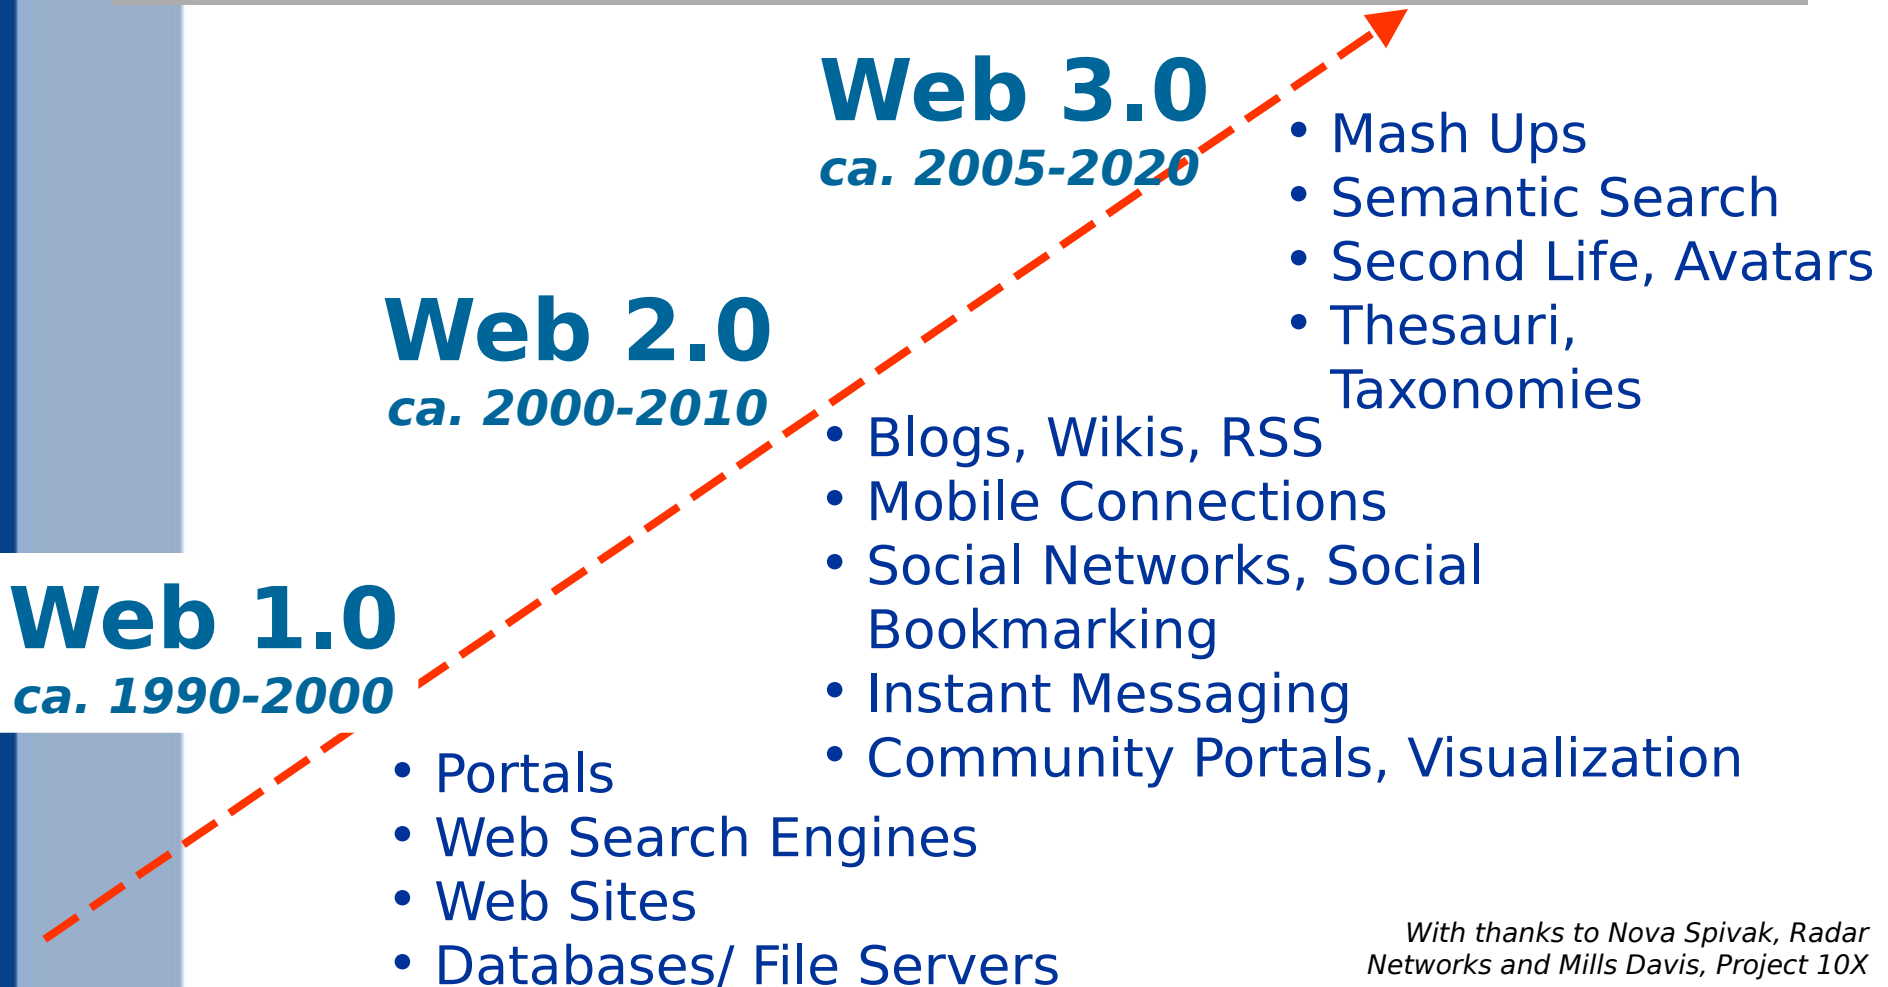 Web 3.0
ca. 2005-2020
• Mash Ups
• Semantic Search
• Second Life, Avatars
• Thesauri,
Taxonomies
Web 2.0
ca. 2000-2010
• Blogs, Wikis, RSS
• Mobile Connections
• Social Networks, Social
Bookmarking
• Instant Messaging
• Community Portals, Visualization
Web 1.0
ca. 1990-2000
• Portals
• Web Search Engines
• Web Sites
• Databases/ File Servers
With thanks to Nova Spivak, Radar
Networks and Mills Davis, Project 10X